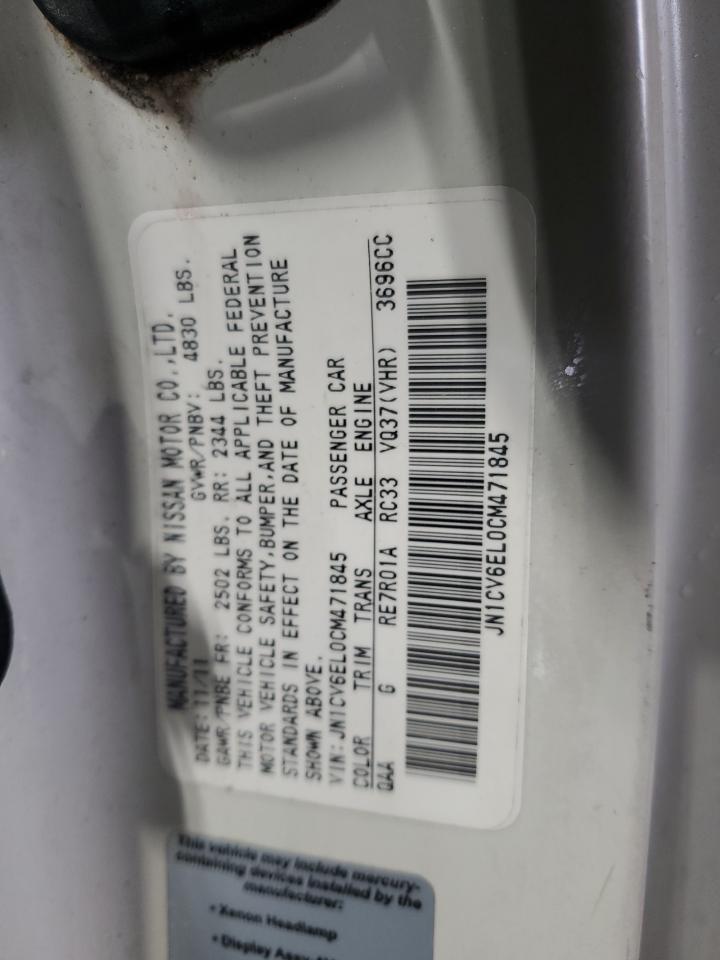 MANUFACTURED BY NISSAN MOTOR CO.,LTD.
DATE: 11/11 GVWR/PNBV: 4830 LBS.
GAWR/PNBE FR: 2502 LBS. RR: 2344 LBS.
THIS VEHICLE CONFORMS TO ALL APPLICABLE FEDERAL
MOTOR VEHICLE SAFETY,BUMPER,AND THEFT PREVENTION
STANDARDS IN EFFECT ON THE DATE OF MANUFACTURE
SHOWN ABOVE.
VIN:JN1CV6EL0CM471845 PASSENGER CAR
COLOR TRIM TRANS AXLE ENGINE
QAA G RE7R01A RC33 VQ37(VHR) 3696CC
JN1CV6EL0CM471845
This vehicle may include mercury-
containing devices installed by the
manufacturer:
• Xenon Headlamp
• Display Assy